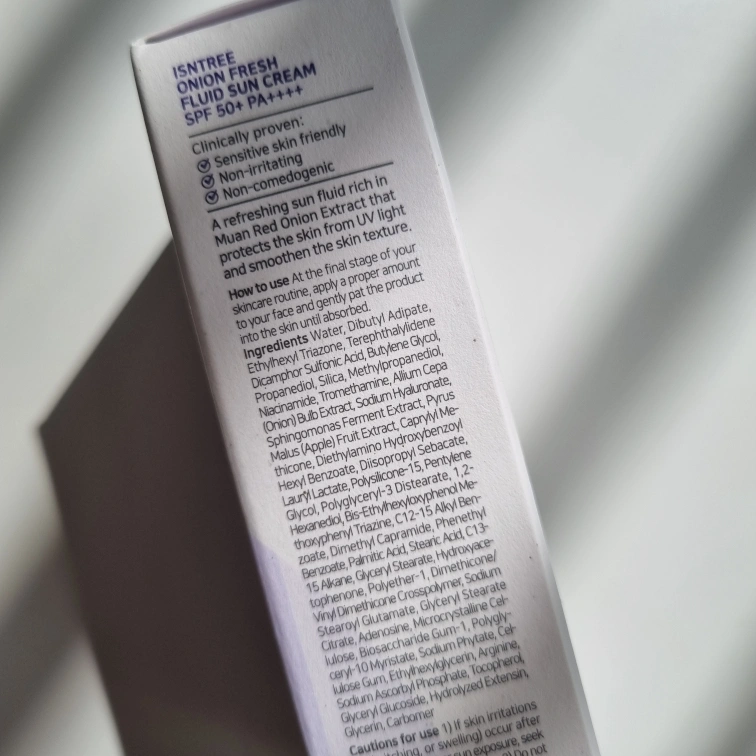 ISNTREE
ONION FRESH
FLUID SUN CREAM
SPF 50+ PA++++
Clinically proven:
Sensitive skin friendly
Non-irritating
Non-comedogenic
A refreshing sun fluid rich in
Muan Red Onion Extract that
protects the skin from UV light
and smoothen the skin texture.
How to use At the final stage of your
skincare routine, apply a proper amount
to your face and gently pat the product
into the skin until absorbed.
Ingredients Water, Dibutyl Adipate,
Ethylhexyl Triazone, Terephthalylidene
Dicamphor Sulfonic Acid, Butylene Glycol,
Propanediol, Silica, Methylpropanediol,
Niacinamide, Tromethamine, Allium Cepa
(Onion) Bulb Extract, Sodium Hyaluronate,
Sphingomonas Ferment Extract, Pyrus
Malus (Apple) Fruit Extract, Caprylyl Me-
thicone, Diethylamino Hydroxybenzoyl
Hexyl Benzoate, Diisopropyl Sebacate,
Lauryl Lactate, Polysilicone-15, Pentylene
Glycol, Polyglyceryl-3 Distearate, 1,2-
Hexanediol, Bis-Ethylhexyloxyphenol Me-
thoxyphenyl Triazine, C12-15 Alkyl Ben-
zoate, Dimethyl Capramide, Phenethyl
Benzoate, Palmitic Acid, Stearic Acid, C13-
15 Alkane, Glyceryl Stearate, Hydroxyace-
tophenone, Polyether-1, Dimethicone/
Vinyl Dimethicone Crosspolymer, Sodium
Stearoyl Glutamate, Glyceryl Stearate
Citrate, Adenosine, Microcrystalline Cel-
lulose, Biosaccharide Gum-1, Polygly-
ceryl-10 Myristate, Sodium Phytate, Cel-
lulose Gum, Ethylhexylglycerin, Arginine,
Sodium Ascorbyl Phosphate, Tocopherol,
Glyceryl Glucoside, Hydrolyzed Extensin,
Glycerin, Carbomer
Cautions for use 1) If skin irritations
or swelling) occur after
sun exposure, seek
Do not